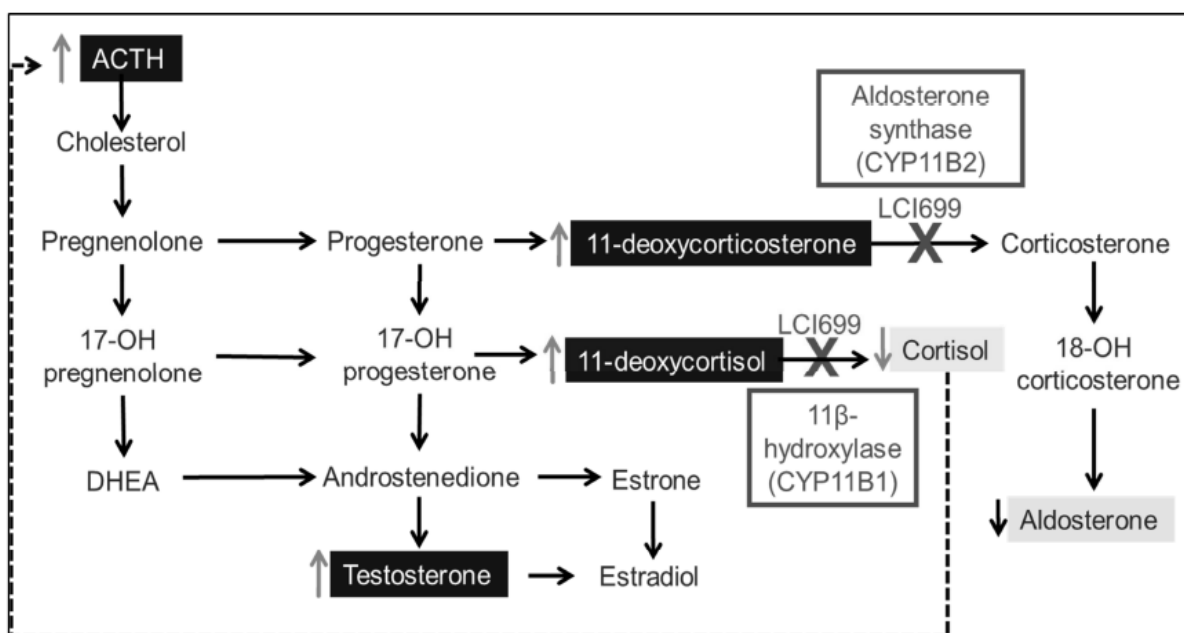 ACTH
Aldosterone
synthase
(CYP11B2)
Cholesterol
LCI699
Pregnenolone
Progesterone
11-deoxycorticosterone
X
Corticosterone
17-OH
pregnenolone
17-OH
progesterone
LCI699
11-deoxycortisol
X
Cortisol
18-OH
corticosterone
11β-
hydroxylase
(CYP11B1)
DHEA
Androstenedione
Estrone
Aldosterone
Testosterone
Estradiol